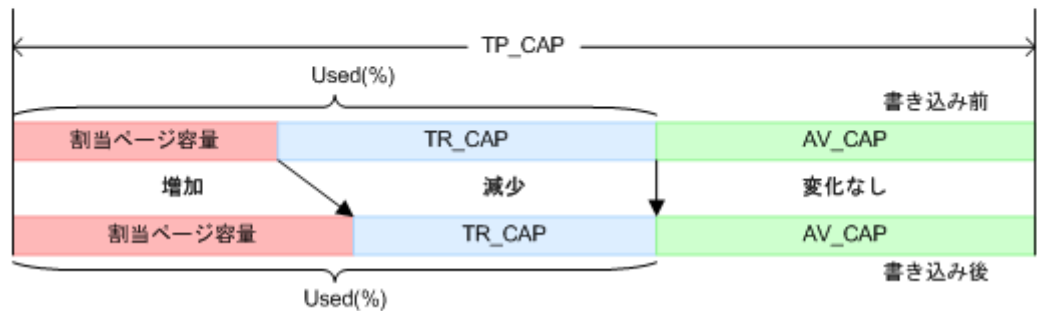 TP_CAP
Used(%)
書き込み前
割当ページ容量 TR_CAP AV_CAP
増加 減少 変化なし
割当ページ容量 TR_CAP AV_CAP
書き込み後
Used(%)